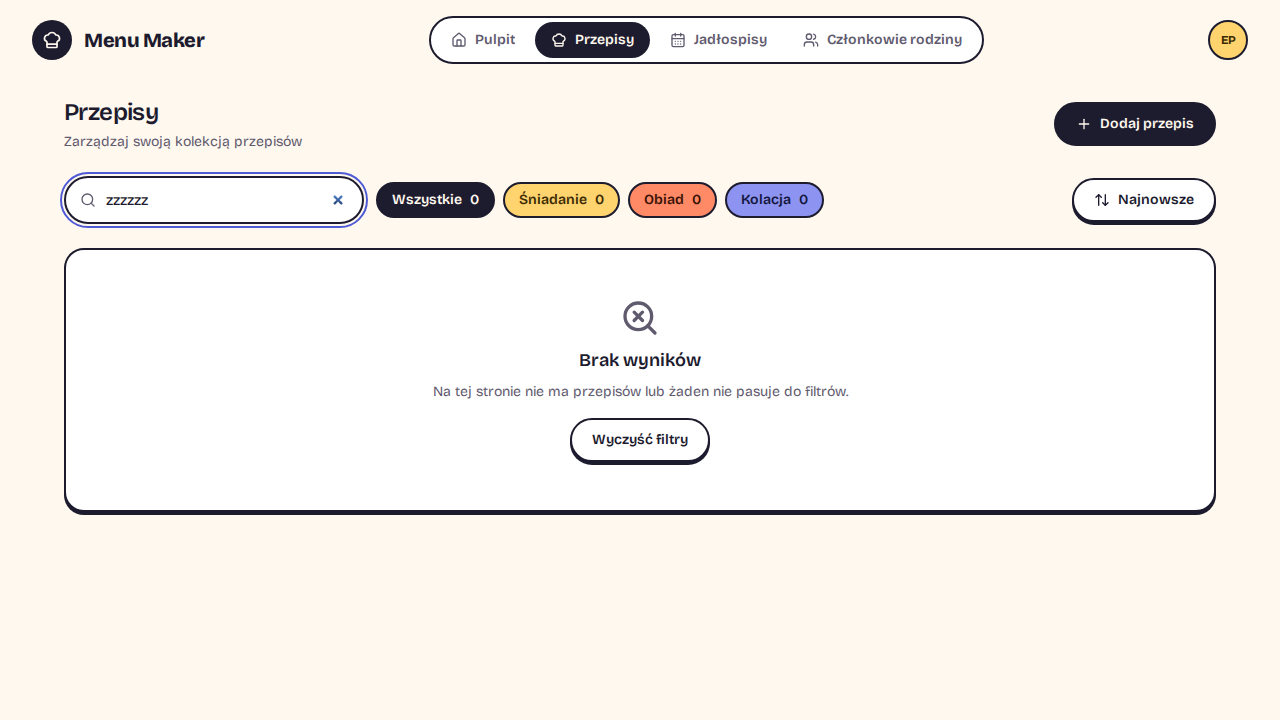 Menu Maker
Pulpit
Przepisy
Jadłospisy
Członkowie rodziny
EP
Przepisy
Zarządzaj swoją kolekcją przepisów
Dodaj przepis
zzzzzz
Wszystkie 0
Śniadanie 0
Obiad 0
Kolacja 0
Najnowsze
Brak wyników
Na tej stronie nie ma przepisów lub żaden nie pasuje do filtrów.
Wyczyść filtry